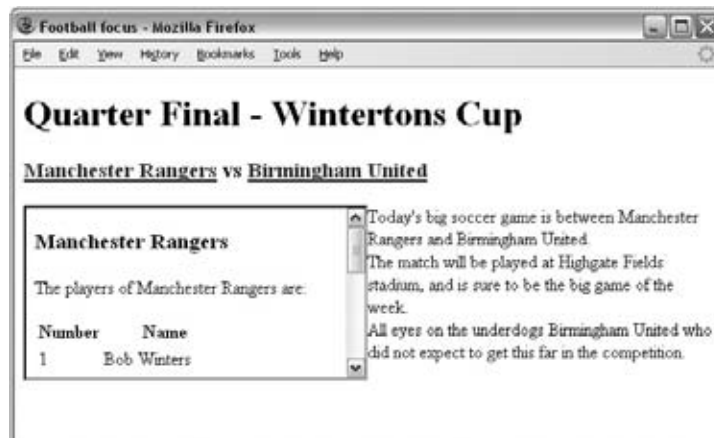 Football focus - Mozilla Firefox
File Edit View History Bookmarks Tools Help
Quarter Final - Wintertons Cup
Manchester Rangers vs Birmingham United
Manchester Rangers
The players of Manchester Rangers are:
Number Name
1 Bob Winters
Today's big soccer game is between Manchester
Rangers and Birmingham United.
The match will be played at Highgate Fields
stadium, and is sure to be the big game of the
week.
All eyes on the underdogs Birmingham United who
did not expect to get this far in the competition.